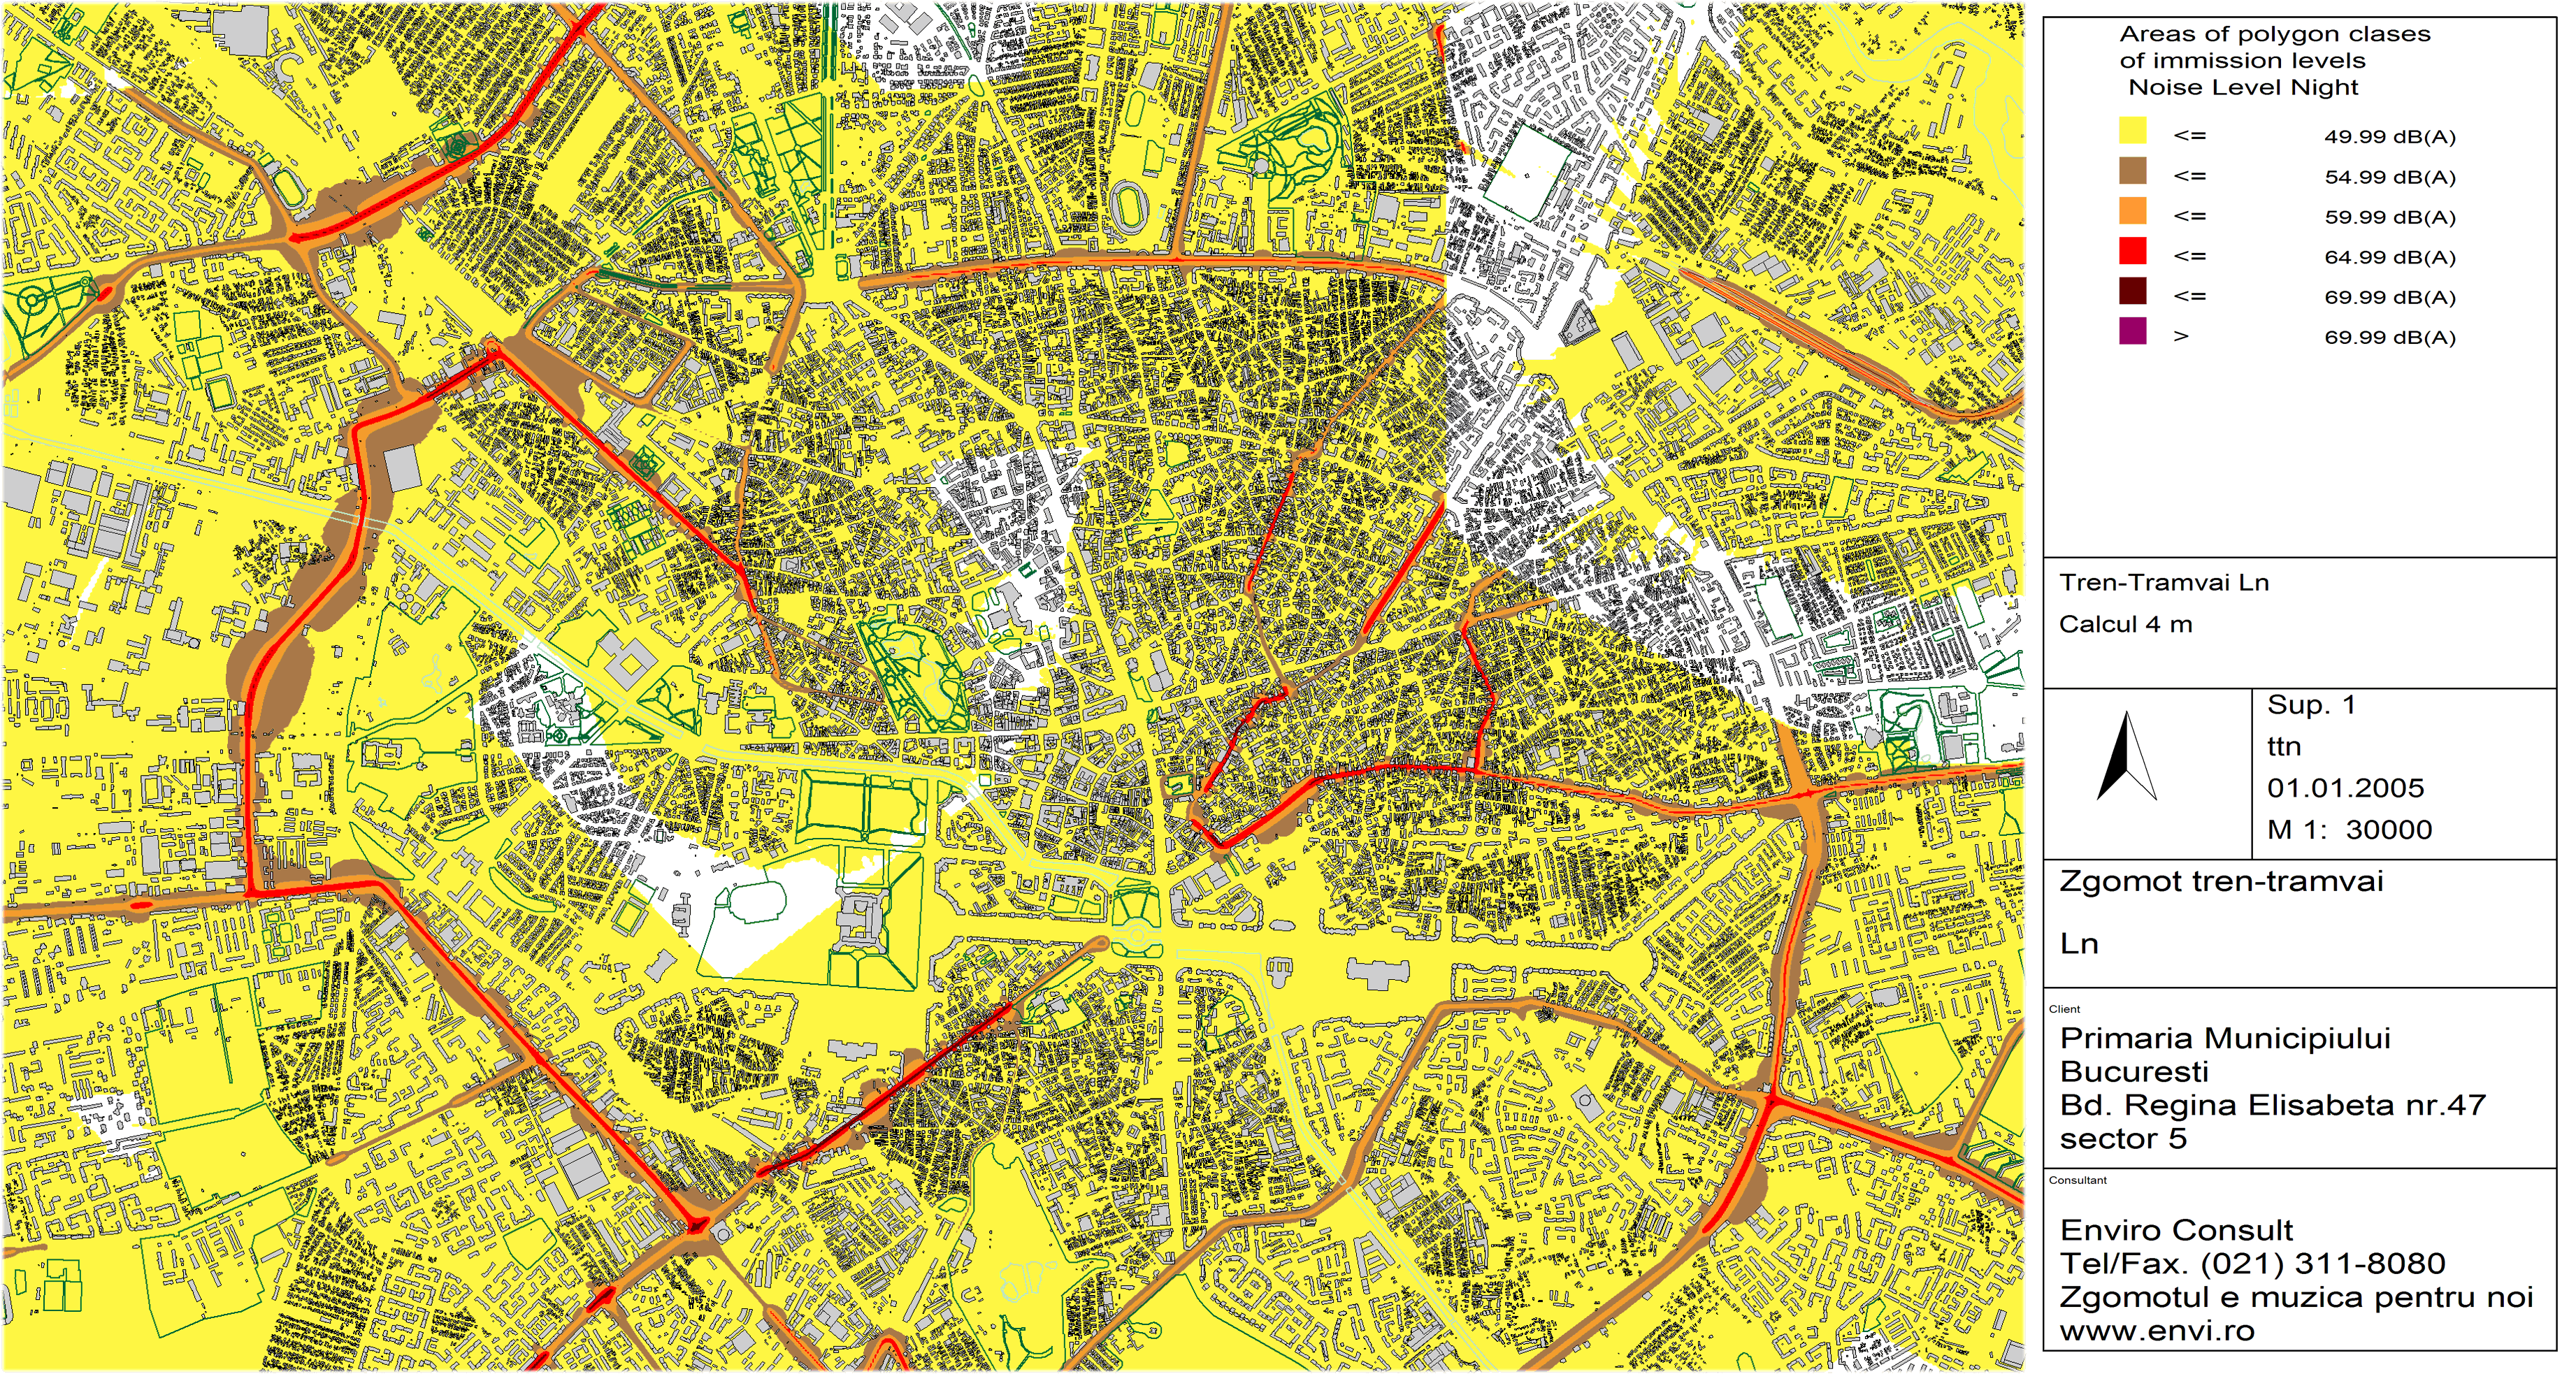 Areas of polygon clases
of immission levels
Noise Level Night
<= 49.99 dB(A)
<= 54.99 dB(A)
<= 59.99 dB(A)
<= 64.99 dB(A)
<= 69.99 dB(A)
> 69.99 dB(A)
Tren-Tramvai Ln
Calcul 4 m
Sup. 1
ttn
01.01.2005
M 1: 30000
Zgomot tren-tramvai
Ln
Client
Primaria Municipiului
Bucuresti
Bd. Regina Elisabeta nr.47
sector 5
Consultant
Enviro Consult
Tel/Fax. (021) 311-8080
Zgomotul e muzica pentru noi
www.envi.ro